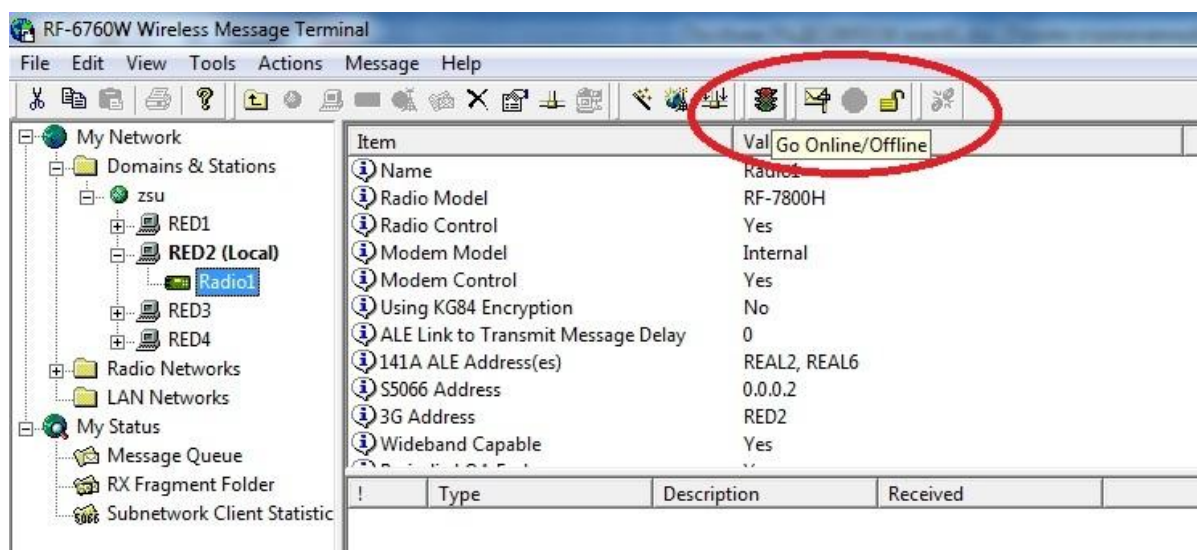 RF-6760W Wireless Message Terminal
File Edit View Tools Actions Message Help
My Network
Domains & Stations
zsu
RED1
RED2 (Local)
Radio1
RED3
RED4
Radio Networks
LAN Networks
My Status
Message Queue
RX Fragment Folder
Subnetwork Client Statistic
Item Val
Go Online/Offline
Name Radio1
Radio Model RF-7800H
Radio Control Yes
Modem Model Internal
Modem Control Yes
Using KG84 Encryption No
ALE Link to Transmit Message Delay 0
141A ALE Address(es) REAL2, REAL6
S5066 Address 0.0.0.2
3G Address RED2
Wideband Capable Yes
! Type Description Received